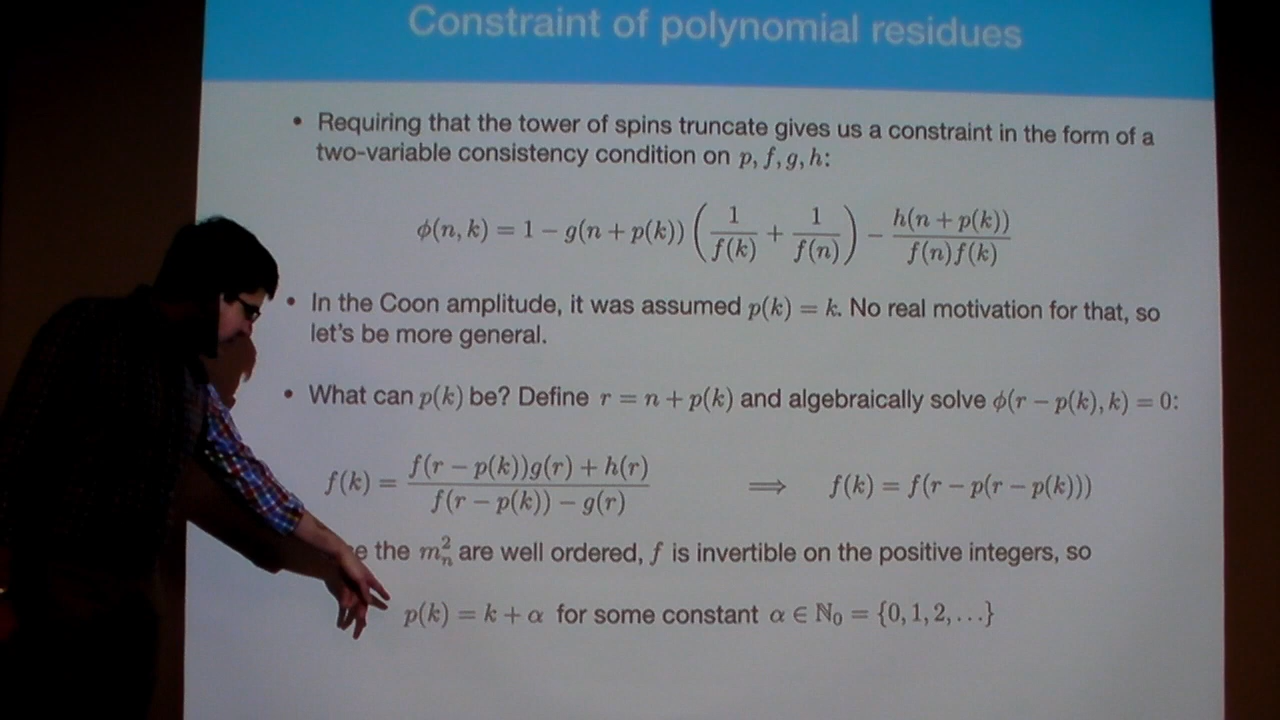 Constraint of polynomial residues
• Requiring that the tower of spins truncate gives us a constraint in the form of a
two-variable consistency condition on p, f, g, h:
ϕ(n, k) = 1 − g(n + p(k)) ( 1/f(k) + 1/f(n) ) − h(n + p(k))/f(n)f(k)
• In the Coon amplitude, it was assumed p(k) = k. No real motivation for that, so
let's be more general.
• What can p(k) be? Define r = n + p(k) and algebraically solve ϕ(r − p(k), k) = 0:
f(k) = f(r − p(k))g(r) + h(r) / f(r − p(k)) − g(r) ⟹ f(k) = f(r − p(r − p(k)))
the m²ₙ are well ordered, f is invertible on the positive integers, so
p(k) = k + α for some constant α ∈ ℕ₀ = {0, 1, 2, …}